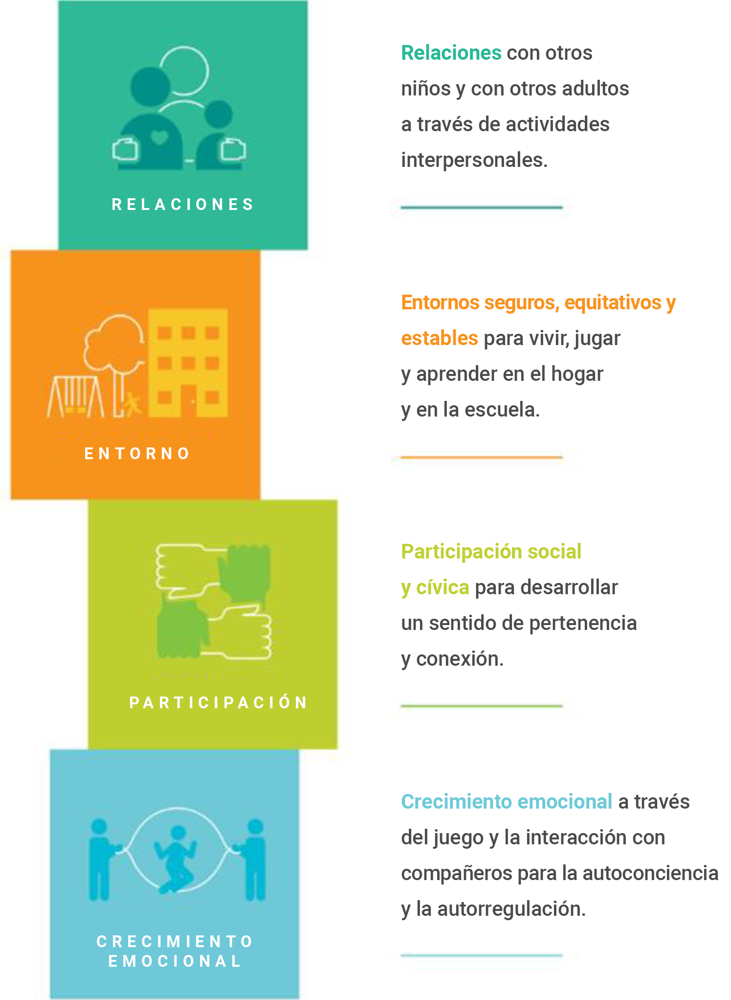 RELACIONES
Relaciones con otros
niños y con otros adultos
a través de actividades
interpersonales.
ENTORNO
Entornos seguros, equitativos y
estables para vivir, jugar
y aprender en el hogar
y en la escuela.
PARTICIPACIÓN
Participación social
y cívica para desarrollar
un sentido de pertenencia
y conexión.
CRECIMIENTO
EMOCIONAL
Crecimiento emocional a través
del juego y la interacción con
compañeros para la autoconciencia
y la autorregulación.